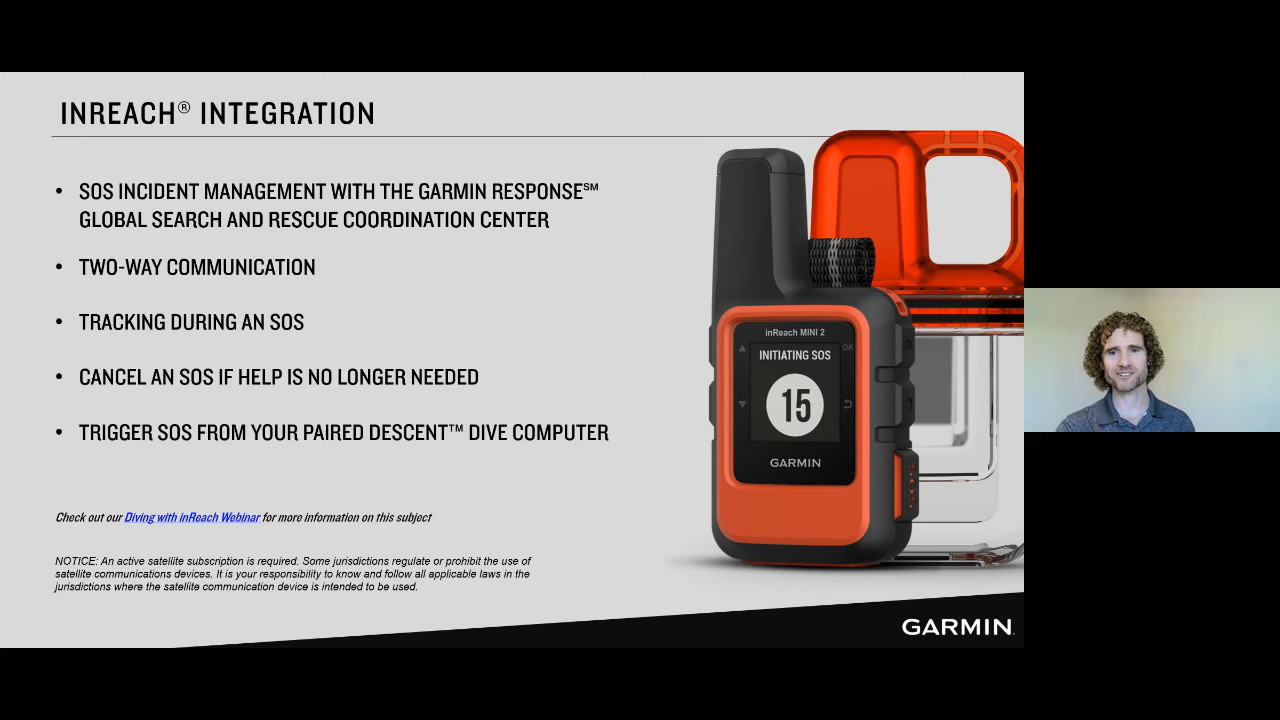 INREACH® INTEGRATION
• SOS INCIDENT MANAGEMENT WITH THE GARMIN RESPONSE℠
GLOBAL SEARCH AND RESCUE COORDINATION CENTER
• TWO-WAY COMMUNICATION
• TRACKING DURING AN SOS
• CANCEL AN SOS IF HELP IS NO LONGER NEEDED
• TRIGGER SOS FROM YOUR PAIRED DESCENT™ DIVE COMPUTER
Check out our Diving with inReach Webinar for more information on this subject
NOTICE: An active satellite subscription is required. Some jurisdictions regulate or prohibit the use of
satellite communications devices. It is your responsibility to know and follow all applicable laws in the
jurisdictions where the satellite communication device is intended to be used.
inReach MINI 2
OK
INITIATING SOS
15
GARMIN
GARMIN